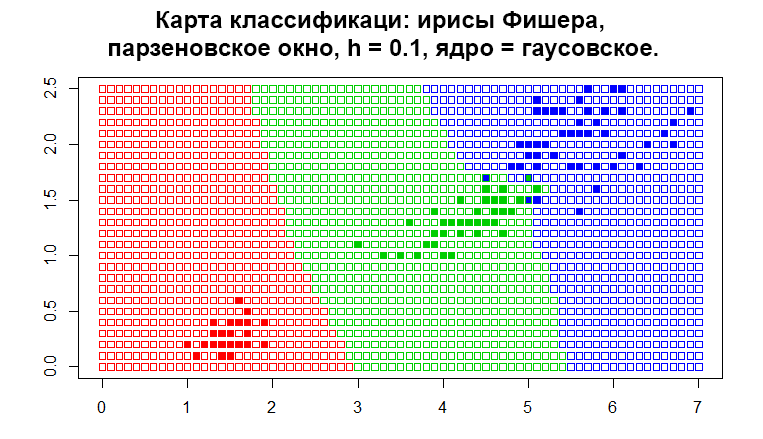 Карта классификаци: ирисы Фишера,
парзеновское окно, h = 0.1, ядро = гаусовское.
2.5
2.0
1.5
1.0
0.5
0.0
0 1 2 3 4 5 6 7